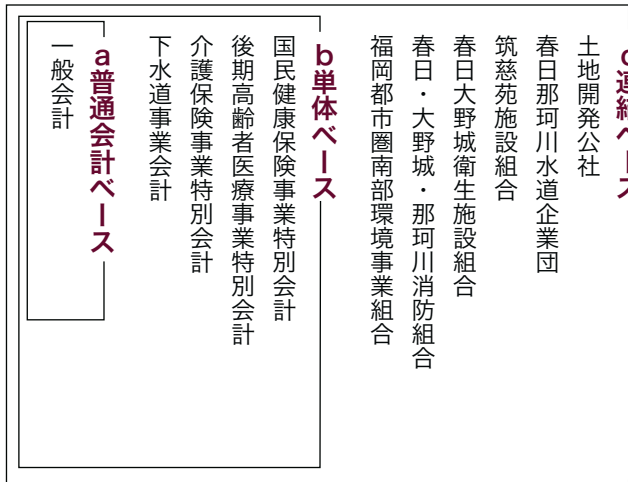 連結ベース
土地開発公社
春日那珂川水道企業団
筑慈苑施設組合
春日大野城衛生施設組合
春日・大野城・那珂川消防組合
福岡都市圏南部環境事業組合
b単体ベース
国民健康保険事業特別会計
後期高齢者医療事業特別会計
介護保険事業特別会計
下水道事業会計
a普通会計ベース
一般会計